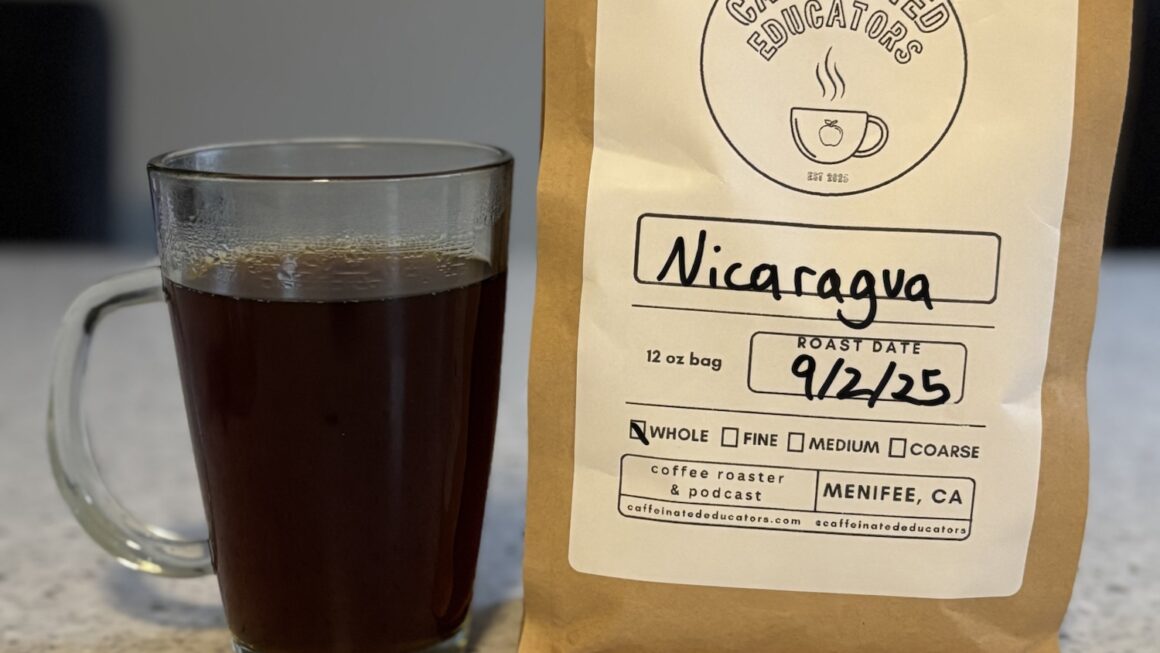 EDUCATORS
EST 2025
Nicaragua
12 oz bag
ROAST DATE
9/2/25
WHOLE FINE MEDIUM COARSE
coffee roaster
& podcast
MENIFEE, CA
caffeinatededucators.com @caffeinatededucators